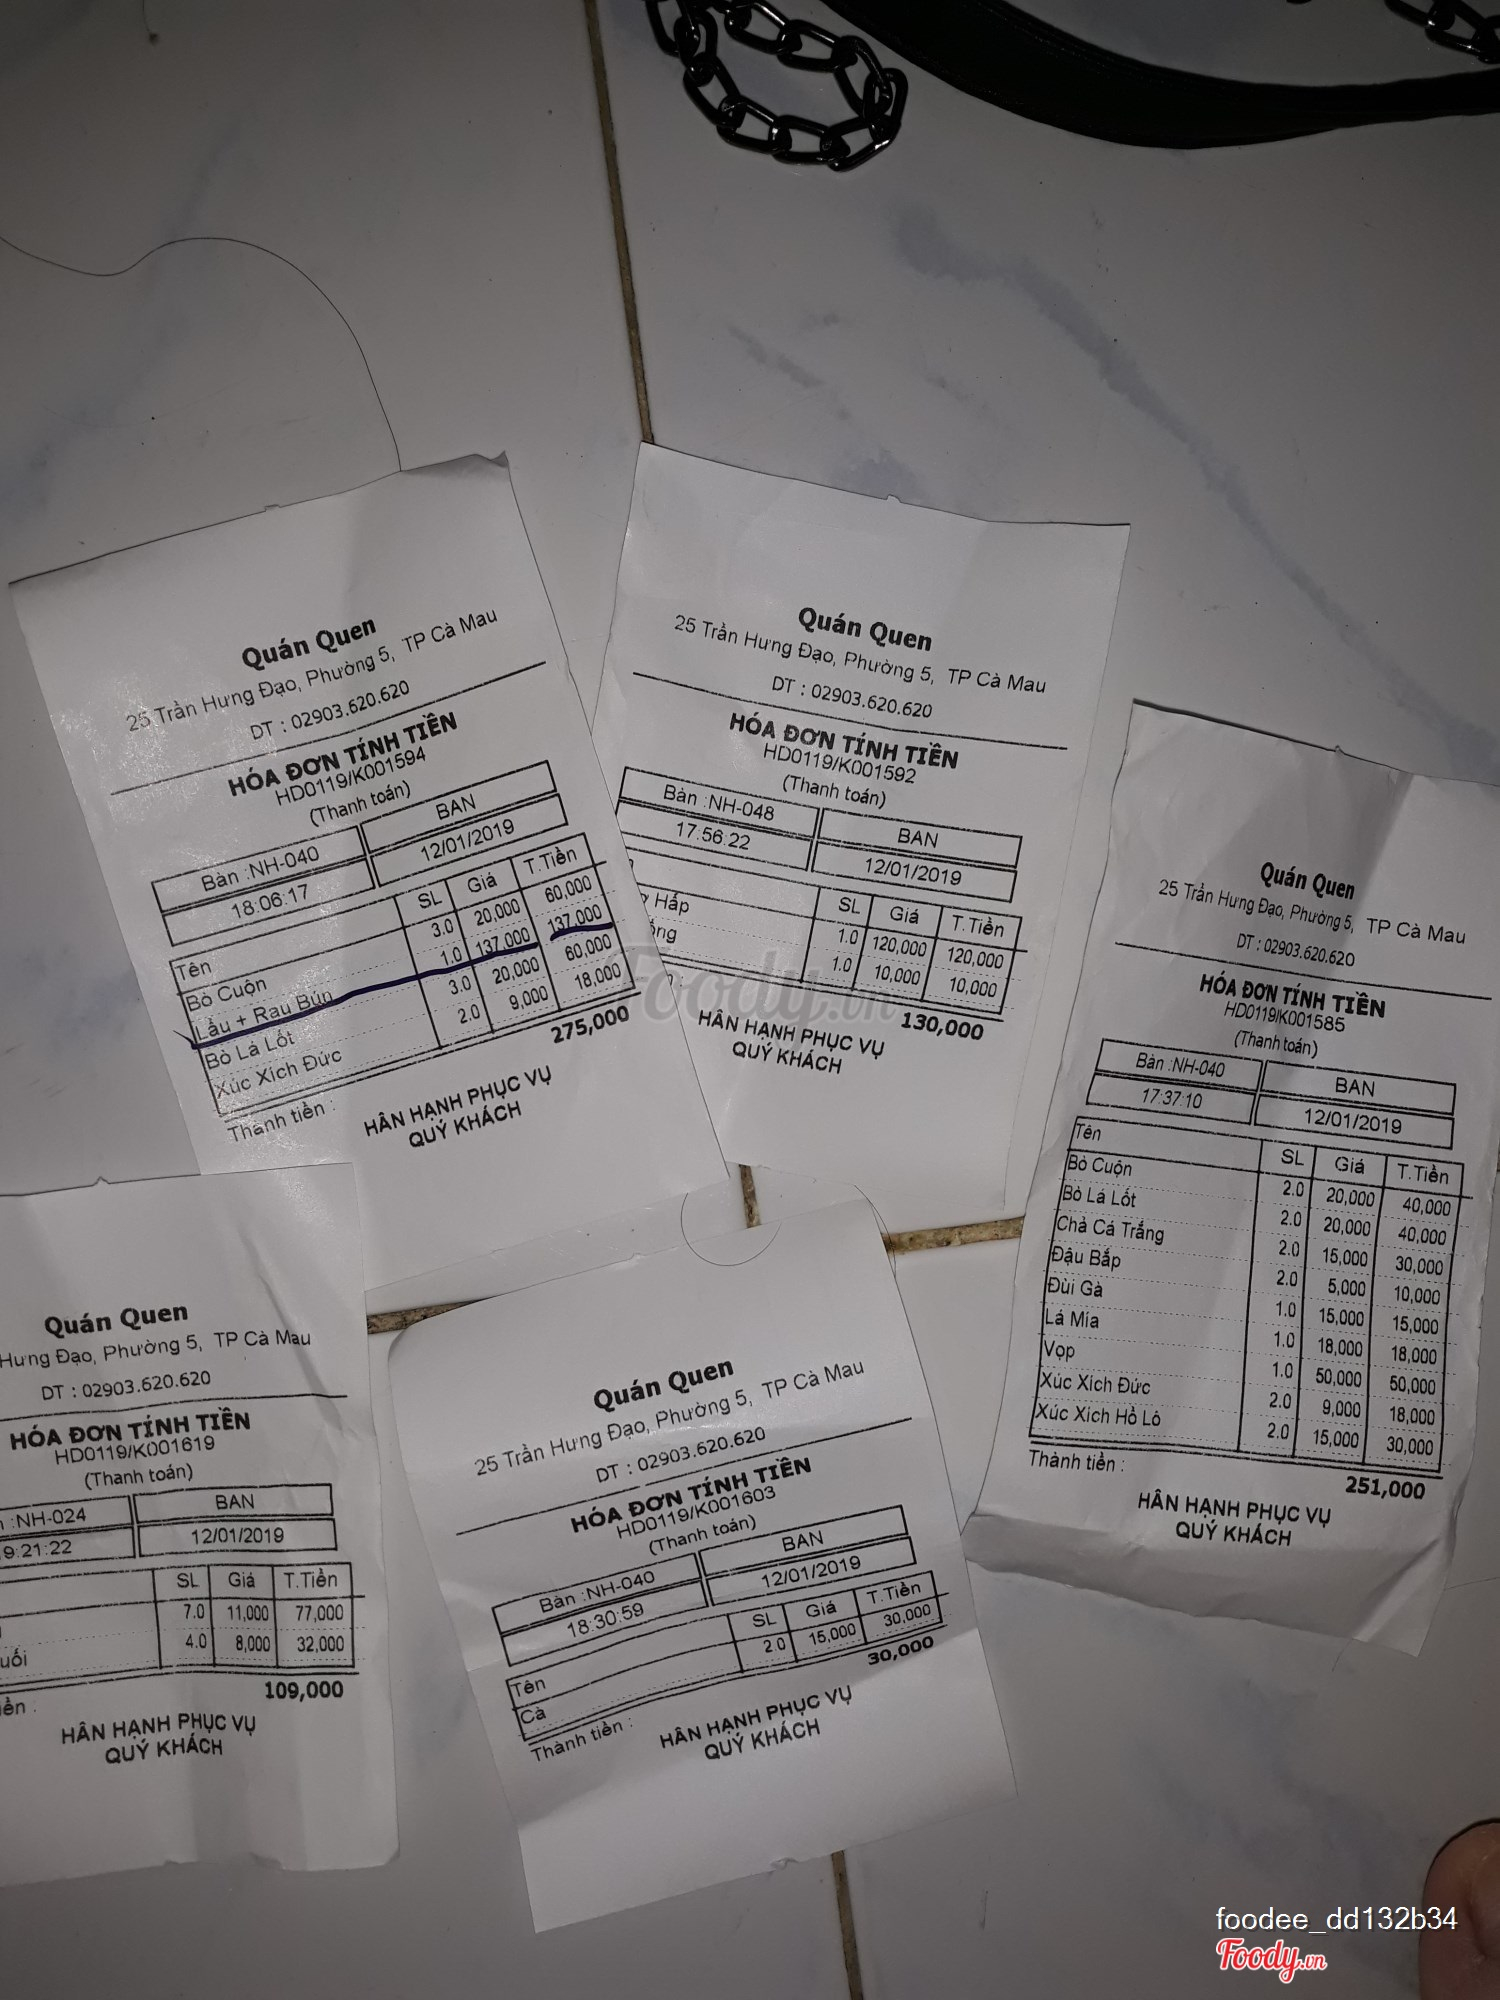 Quán Quen
25 Trần Hưng Đạo, Phường 5, TP Cà Mau
DT : 02903.620.620
HÓA ĐƠN TÍNH TIỀN
HD0119/K001594
(Thanh toán)
Bàn :NH-040 BAN
18:06:17 12/01/2019
Tên SL Giá T.Tiền
Bò Cuộn 3.0 20,000 60,000
Lẩu + Rau Bún 1.0 137,000 137,000
Bò Lá Lốt 3.0 20,000 60,000
Xúc Xích Đức 2.0 9,000 18,000
Thành tiền : 275,000
HÂN HẠNH PHỤC VỤ
QUÝ KHÁCH
Quán Quen
25 Trần Hưng Đạo, Phường 5, TP Cà Mau
DT : 02903.620.620
HÓA ĐƠN TÍNH TIỀN
HD0119/K001592
(Thanh toán)
Bàn :NH-048 BAN
17:56:22 12/01/2019
SL Giá T.Tiền
Hấp 1.0 120,000 120,000
1.0 10,000 10,000
130,000
HÂN HẠNH PHỤC VỤ
QUÝ KHÁCH
Quán Quen
25 Trần Hưng Đạo, Phường 5, TP Cà Mau
DT : 02903.620.620
HÓA ĐƠN TÍNH TIỀN
HD0119/K001585
(Thanh toán)
Bàn :NH-040 BAN
17:37:10 12/01/2019
Tên SL Giá T.Tiền
Bò Cuộn 2.0 20,000 40,000
Bò Lá Lốt 2.0 20,000 40,000
Chả Cá Trắng 2.0 15,000 30,000
Đậu Bắp 2.0 5,000 10,000
Đùi Gà 1.0 15,000 15,000
Lá Mía 1.0 18,000 18,000
Vọp 1.0 50,000 50,000
Xúc Xích Đức 2.0 9,000 18,000
Xúc Xích Hồ Lô 2.0 15,000 30,000
Thành tiền : 251,000
HÂN HẠNH PHỤC VỤ
QUÝ KHÁCH
Quán Quen
Hưng Đạo, Phường 5, TP Cà Mau
DT : 02903.620.620
HÓA ĐƠN TÍNH TIỀN
HD0119/K001619
(Thanh toán)
:NH-024 BAN
9:21:22 12/01/2019
SL Giá T.Tiền
7.0 11,000 77,000
uối 4.0 8,000 32,000
109,000
HÂN HẠNH PHỤC VỤ
QUÝ KHÁCH
Quán Quen
25 Trần Hưng Đạo, Phường 5, TP Cà Mau
DT : 02903.620.620
HÓA ĐƠN TÍNH TIỀN
HD0119/K001603
(Thanh toán)
Bàn :NH-040 BAN
18:30:59 12/01/2019
Tên SL Giá T.Tiền
Cà 2.0 15,000 30,000
Thành tiền : 30,000
HÂN HẠNH PHỤC VỤ
QUÝ KHÁCH
Foody.vn
foodee_dd132b34
Foody.vn